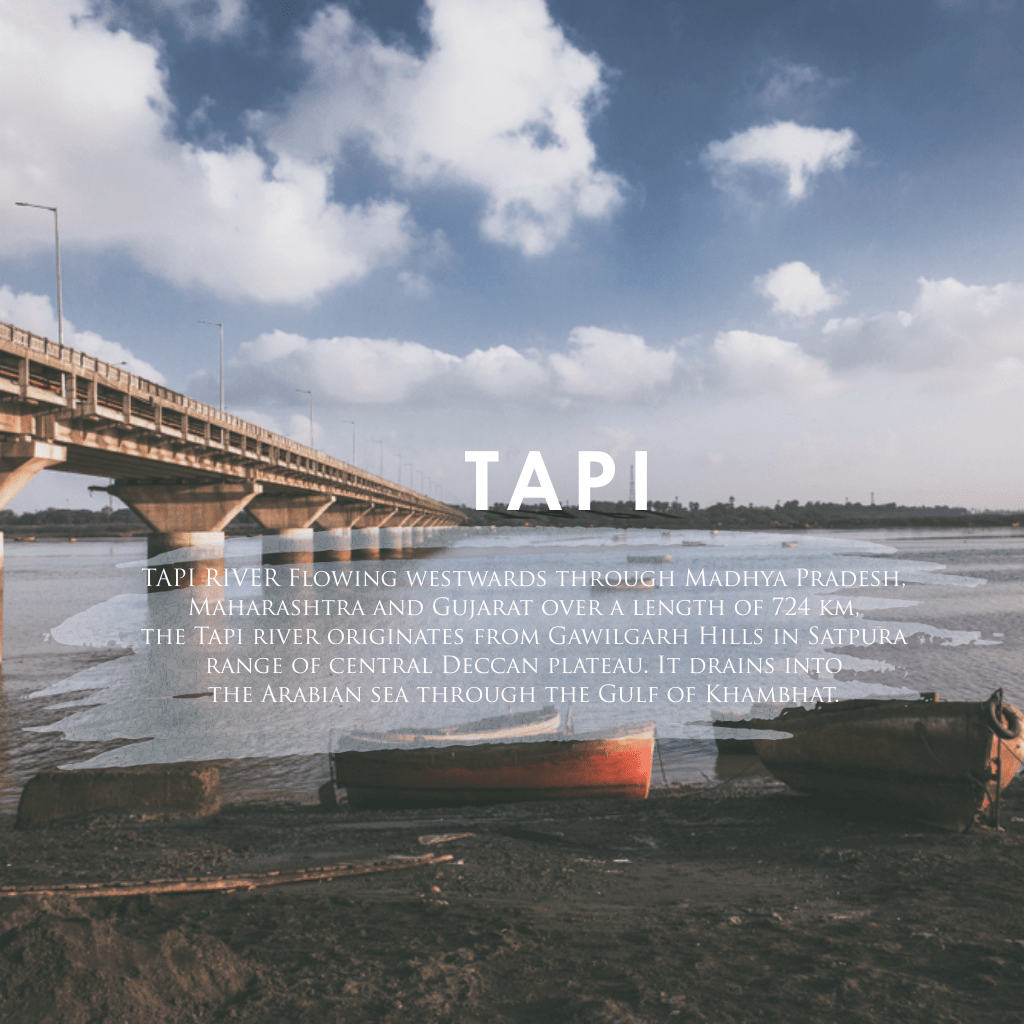 TAPI
TAPI RIVER Flowing westwards through Madhya Pradesh,
Maharashtra and Gujarat over a length of 724 km,
the Tapi river originates from Gawilgarh Hills in Satpura
range of central Deccan plateau. It drains into
the Arabian sea through the Gulf of Khambhat.